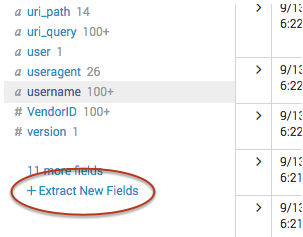 a uri_path 14
a uri_query 100+
a user 1
a useragent 26
a username 100+
# VendorID 100+
# version 1
11 more fields
+ Extract New Fields
> 9/13
6:22
> 9/13
6:22
> 9/13
6:22
> 9/13
6:21
> 9/13
6:21